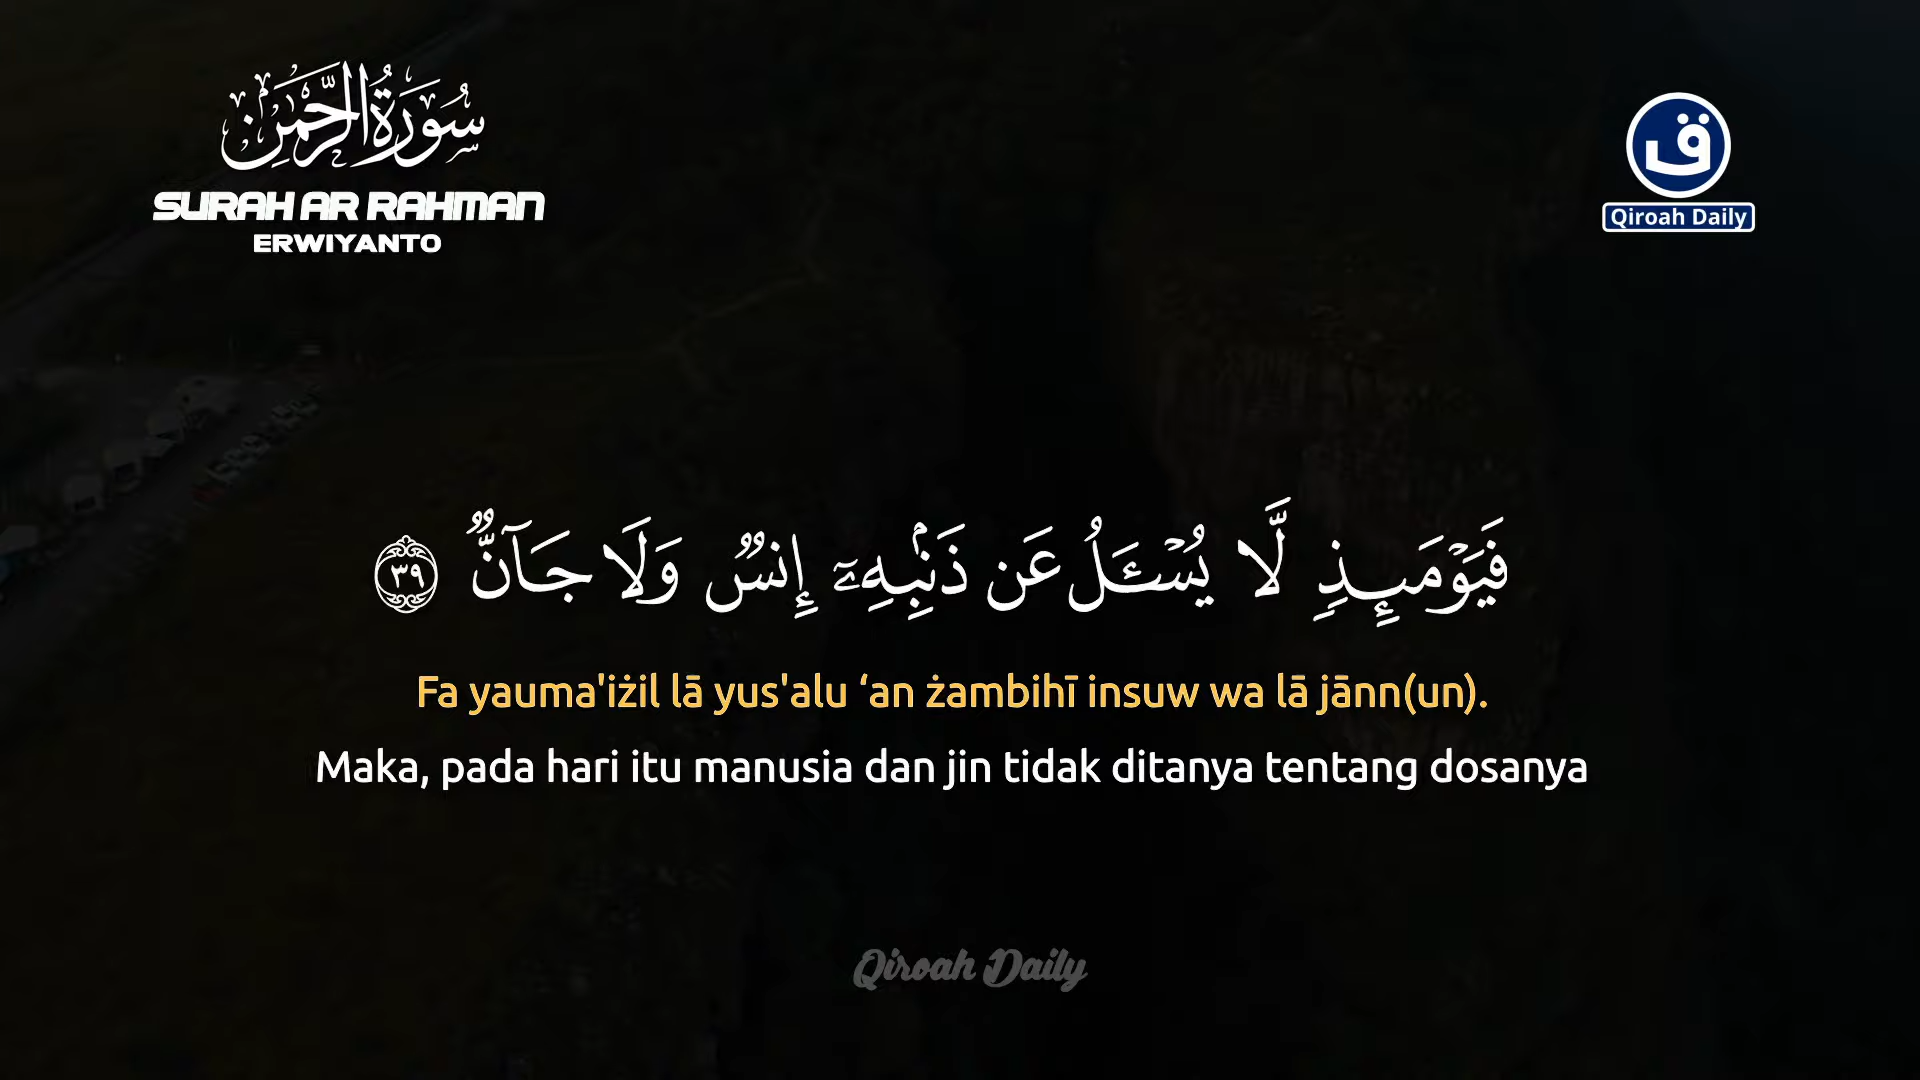 سُورَةُ الرَّحْمَٰنِ
SURAH AR RAHMAN
ERWIYANTO
ق
Qiroah Daily
فَيَوْمَئِذٍ لَّا يُسْـَٔلُ عَن ذَنۢبِهِۦٓ إِنسٌ وَلَا جَآنٌّ ٣٩
Fa yauma'iżil lā yus'alu ‘an żambihī insuw wa lā jānn(un).
Maka, pada hari itu manusia dan jin tidak ditanya tentang dosanya
Qiroah Daily